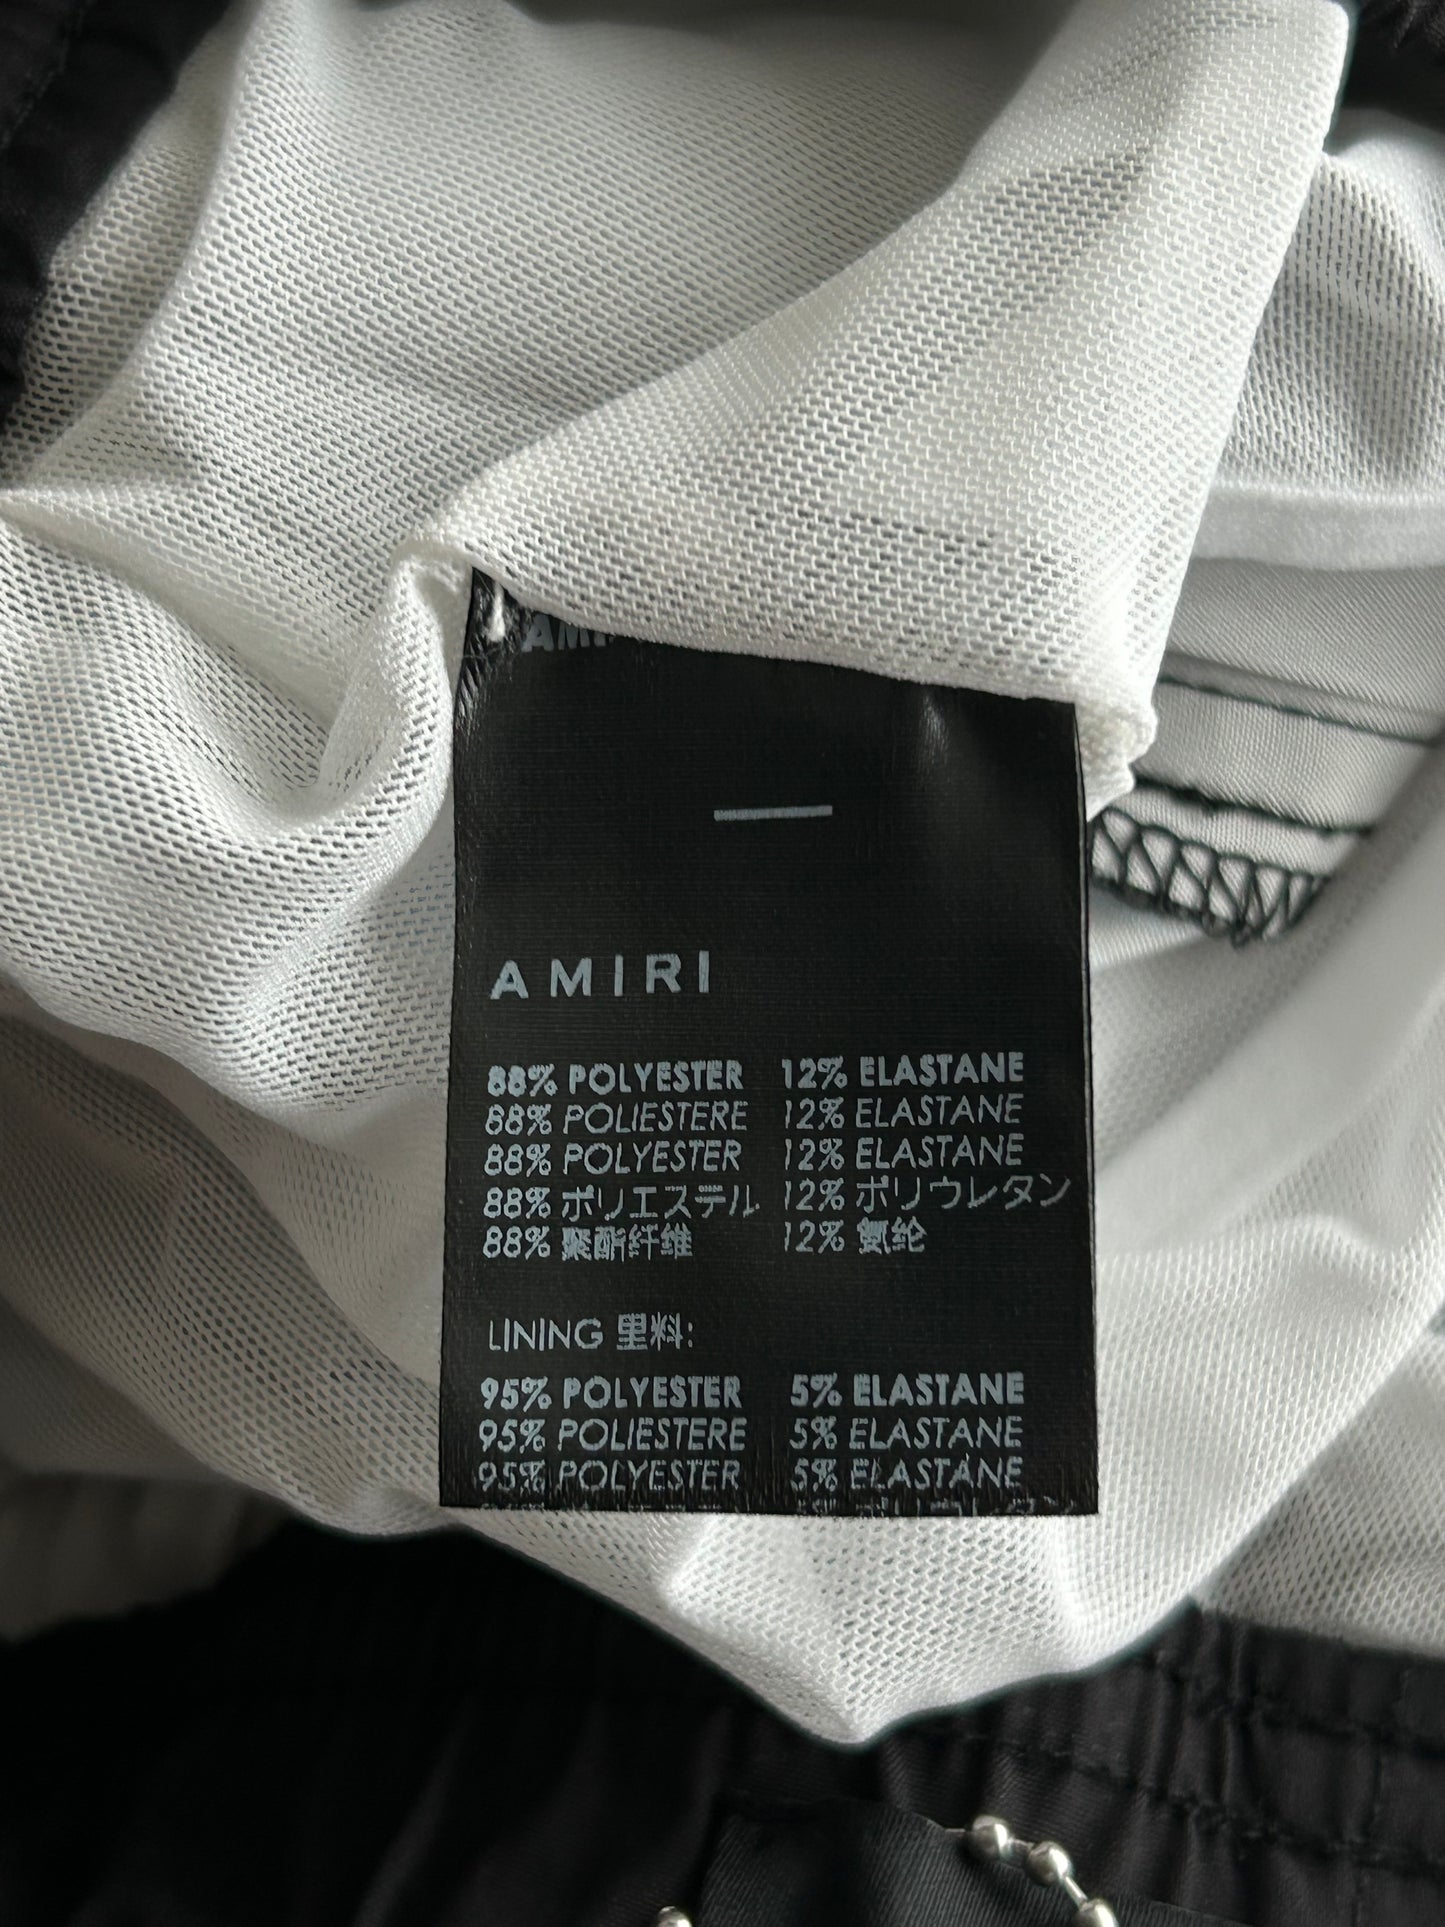 AMI
AMIRI
88% POLYESTER 12% ELASTANE
88% POLIESTERE 12% ELASTANE
88% POLYESTER 12% ELASTANE
88% ポリエステル 12% ポリウレタン
88% 聚酯纤维 12% 氨纶
LINING 里料:
95% POLYESTER 5% ELASTANE
95% POLIESTERE 5% ELASTANE
95% POLYESTER 5% ELASTANE